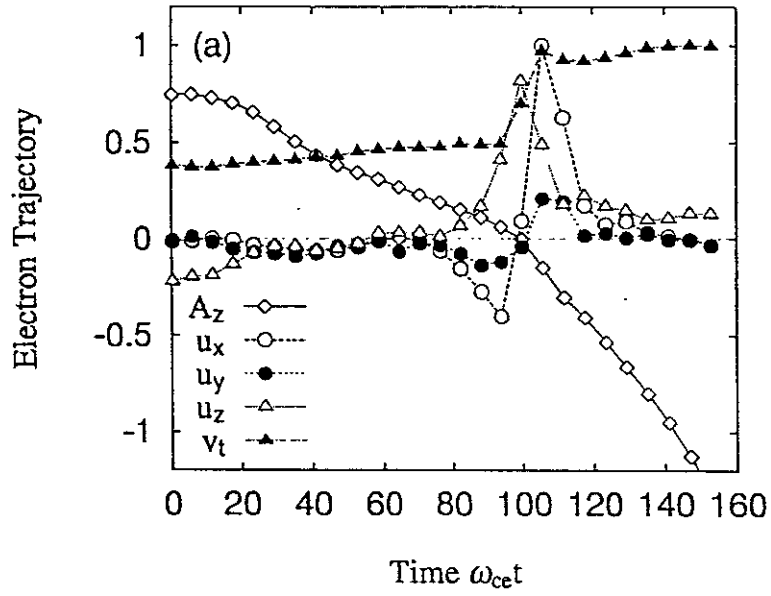 (a)
Electron Trajectory
1
0.5
0
-0.5
-1
A_z
u_x
u_y
u_z
v_t
0 20 40 60 80 100 120 140 160
Time ω_ce t